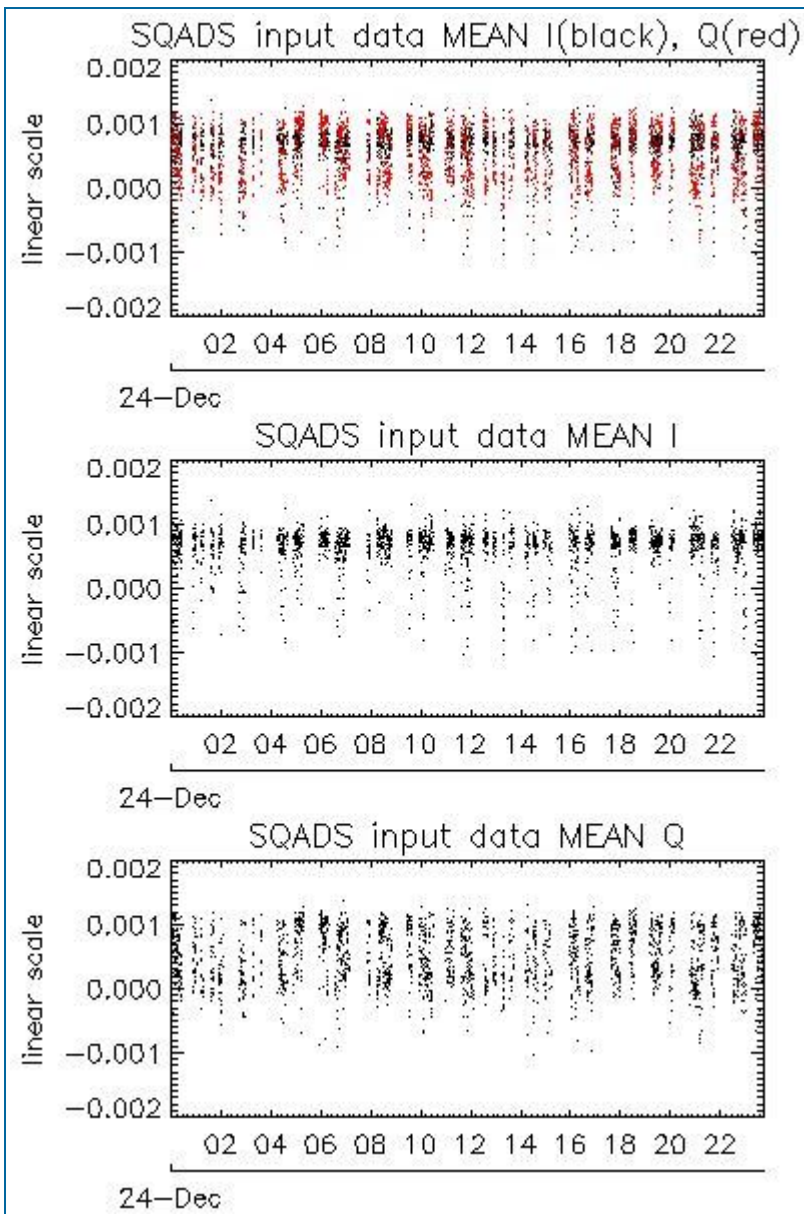 SQADS input data MEAN I(black), Q(red)
0.002
0.001
0.000
−0.001
−0.002
linear scale
02 04 06 08 10 12 14 16 18 20 22
24−Dec
SQADS input data MEAN I
0.002
0.001
0.000
−0.001
−0.002
linear scale
02 04 06 08 10 12 14 16 18 20 22
24−Dec
SQADS input data MEAN Q
0.002
0.001
0.000
−0.001
−0.002
linear scale
02 04 06 08 10 12 14 16 18 20 22
24−Dec